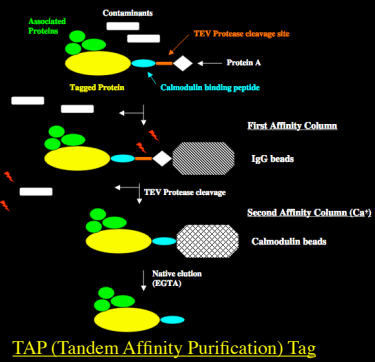 Contaminants
Associated
Proteins
TEV Protease cleavage site
Protein A
Tagged Protein
Calmodulin binding peptide
First Affinity Column
IgG beads
TEV Protease cleavage
Second Affinity Column (Ca⁺)
Calmodulin beads
Native elution
(EGTA)
TAP (Tandem Affinity Purification) Tag